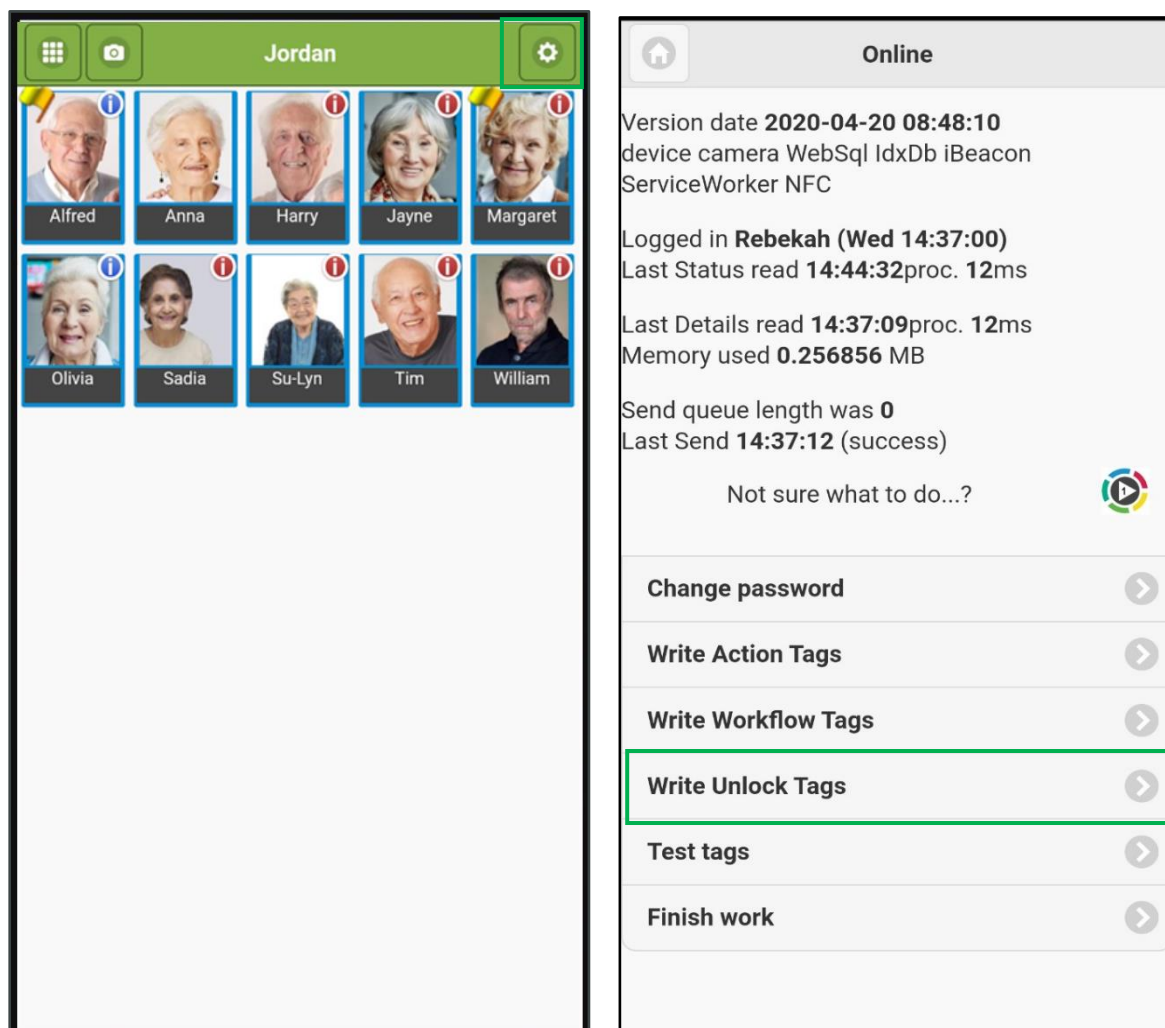 Jordan
Alfred
Anna
Harry
Jayne
Margaret
Olivia
Sadia
Su-Lyn
Tim
William
Online
Version date 2020-04-20 08:48:10
device camera WebSql IdxDb iBeacon
ServiceWorker NFC
Logged in Rebekah (Wed 14:37:00)
Last Status read 14:44:32proc. 12ms
Last Details read 14:37:09proc. 12ms
Memory used 0.256856 MB
Send queue length was 0
Last Send 14:37:12 (success)
Not sure what to do...?
1
Change password
Write Action Tags
Write Workflow Tags
Write Unlock Tags
Test tags
Finish work